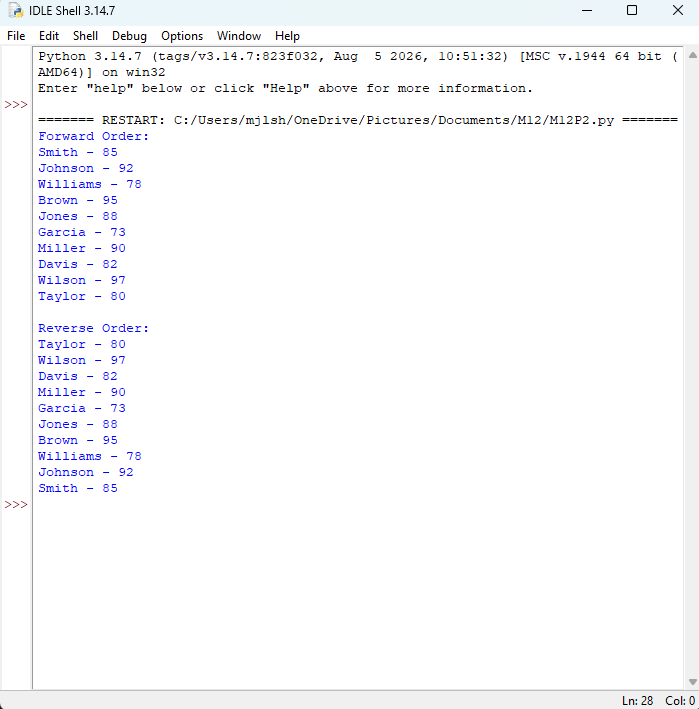 IDLE Shell 3.14.7
File Edit Shell Debug Options Window Help
Python 3.14.7 (tags/v3.14.7:823f032, Aug  5 2026, 10:51:32) [MSC v.1944 64 bit (
AMD64)] on win32
Enter "help" below or click "Help" above for more information.
>>>
======= RESTART: C:/Users/mjlsh/OneDrive/Pictures/Documents/M12/M12P2.py =======
Forward Order:
Smith - 85
Johnson - 92
Williams - 78
Brown - 95
Jones - 88
Garcia - 73
Miller - 90
Davis - 82
Wilson - 97
Taylor - 80
Reverse Order:
Taylor - 80
Wilson - 97
Davis - 82
Miller - 90
Garcia - 73
Jones - 88
Brown - 95
Williams - 78
Johnson - 92
Smith - 85
>>>
Ln: 28 Col: 0